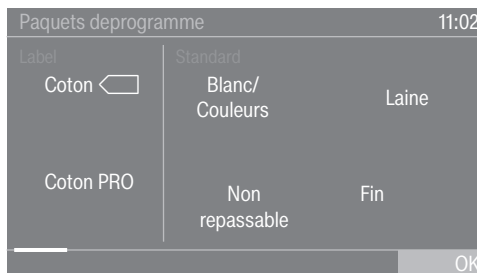 Paquets deprogramme 11:02
Label Standard
Coton
Blanc/
Couleurs
Laine
Coton PRO
Non
repassable
Fin
OK